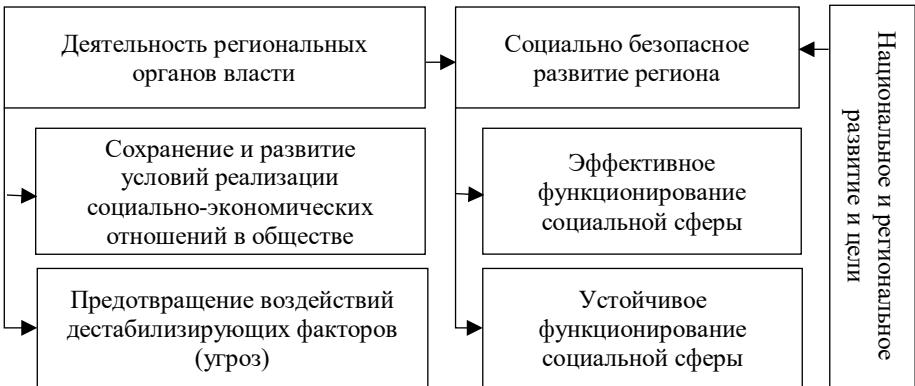 Деятельность региональных
органов власти
Социально безопасное
развитие региона
Сохранение и развитие
условий реализации
социально-экономических
отношений в обществе
Эффективное
функционирование
социальной сферы
Предотвращение воздействий
дестабилизирующих факторов
(угроз)
Устойчивое
функционирование
социальной сферы
Национальное и региональное
развитие и цели